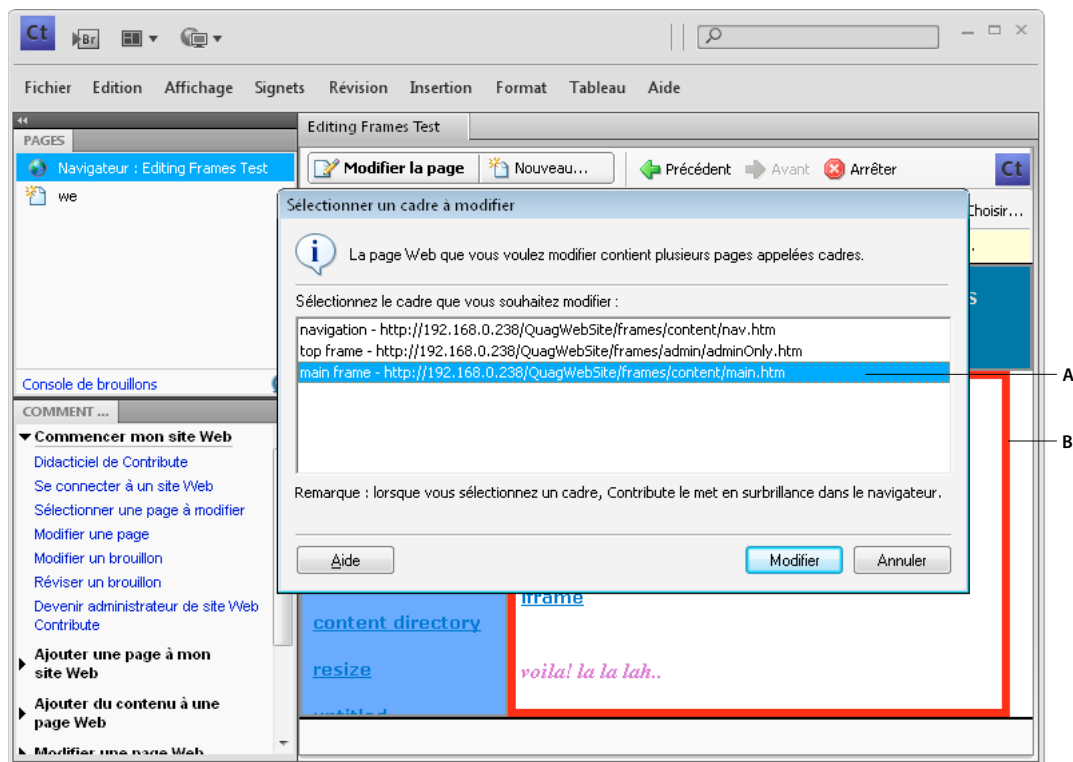 Ct Br
Fichier Edition Affichage Signets Révision Insertion Format Tableau Aide
PAGES
Navigateur : Editing Frames Test
we
Console de brouillons
COMMENT ...
Commencer mon site Web
Didacticiel de Contribute
Se connecter à un site Web
Sélectionner une page à modifier
Modifier une page
Modifier un brouillon
Réviser un brouillon
Devenir administrateur de site Web
Contribute
Ajouter une page à mon
site Web
Ajouter du contenu à une
page Web
Modifier une page Web
Editing Frames Test
Modifier la page Nouveau... Précédent Avant Arrêter Ct
Choisir...
s
Sélectionner un cadre à modifier
La page Web que vous voulez modifier contient plusieurs pages appelées cadres.
Sélectionnez le cadre que vous souhaitez modifier :
navigation - http://192.168.0.238/QuagWebSite/frames/content/nav.htm
top frame - http://192.168.0.238/QuagWebSite/frames/admin/adminOnly.htm
main frame - http://192.168.0.238/QuagWebSite/frames/content/main.htm
Remarque : lorsque vous sélectionnez un cadre, Contribute le met en surbrillance dans le navigateur.
Aide Modifier Annuler
iframe
content directory
resize
voila! la la lah..
untitled
A
B